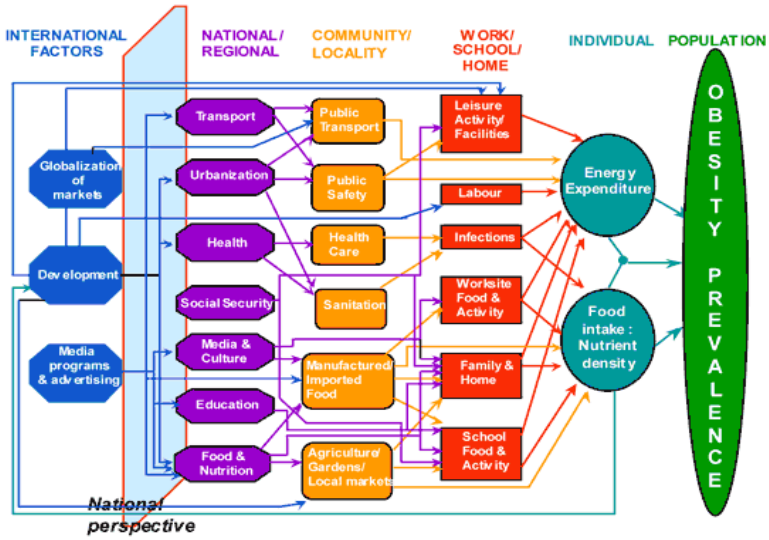 INTERNATIONAL
FACTORS
NATIONAL/
REGIONAL
COMMUNITY/
LOCALITY
WORK/
SCHOOL/
HOME
INDIVIDUAL
POPULATION
Globalization
of
markets
Development
Media
programs
& advertising
Transport
Urbanization
Health
Social Security
Media &
Culture
Education
Food &
Nutrition
National
perspective
Public
Transport
Public
Safety
Health
Care
Sanitation
Manufactured/
Imported
Food
Agriculture/
Gardens/
Local markets
Leisure
Activity/
Facilities
Labour
Infections
Worksite
Food &
Activity
Family &
Home
School
Food &
Activity
Energy
Expenditure
Food
intake :
Nutrient
density
OBESITY PREVALENCE